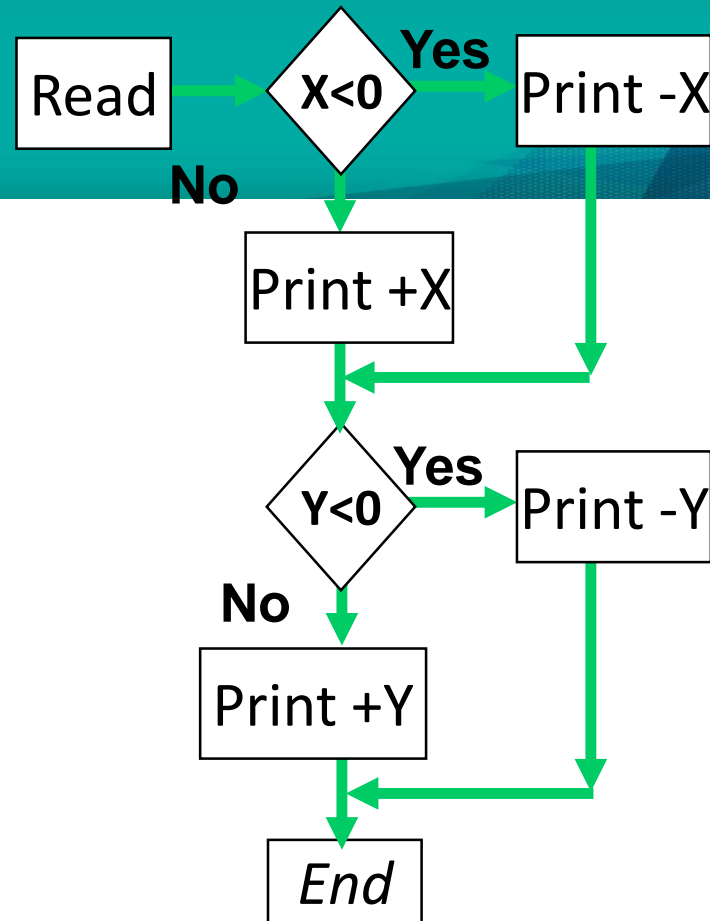 Read
X<0
Yes
Print -X
No
Print +X
Y<0
Yes
Print -Y
No
Print +Y
End